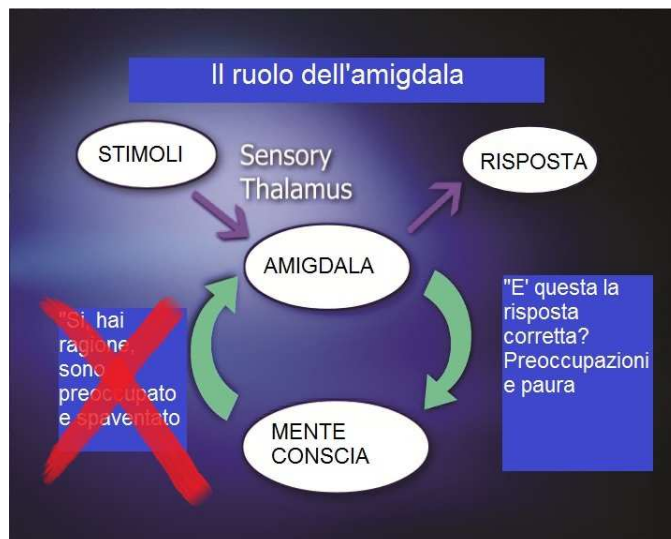 Il ruolo dell'amigdala
STIMOLI
Sensory
Thalamus
RISPOSTA
AMIGDALA
"Si, hai
ragione,
sono
preoccupato
e spaventato
"E' questa la
risposta
corretta?
Preoccupazioni
e paura
MENTE
CONSCIA